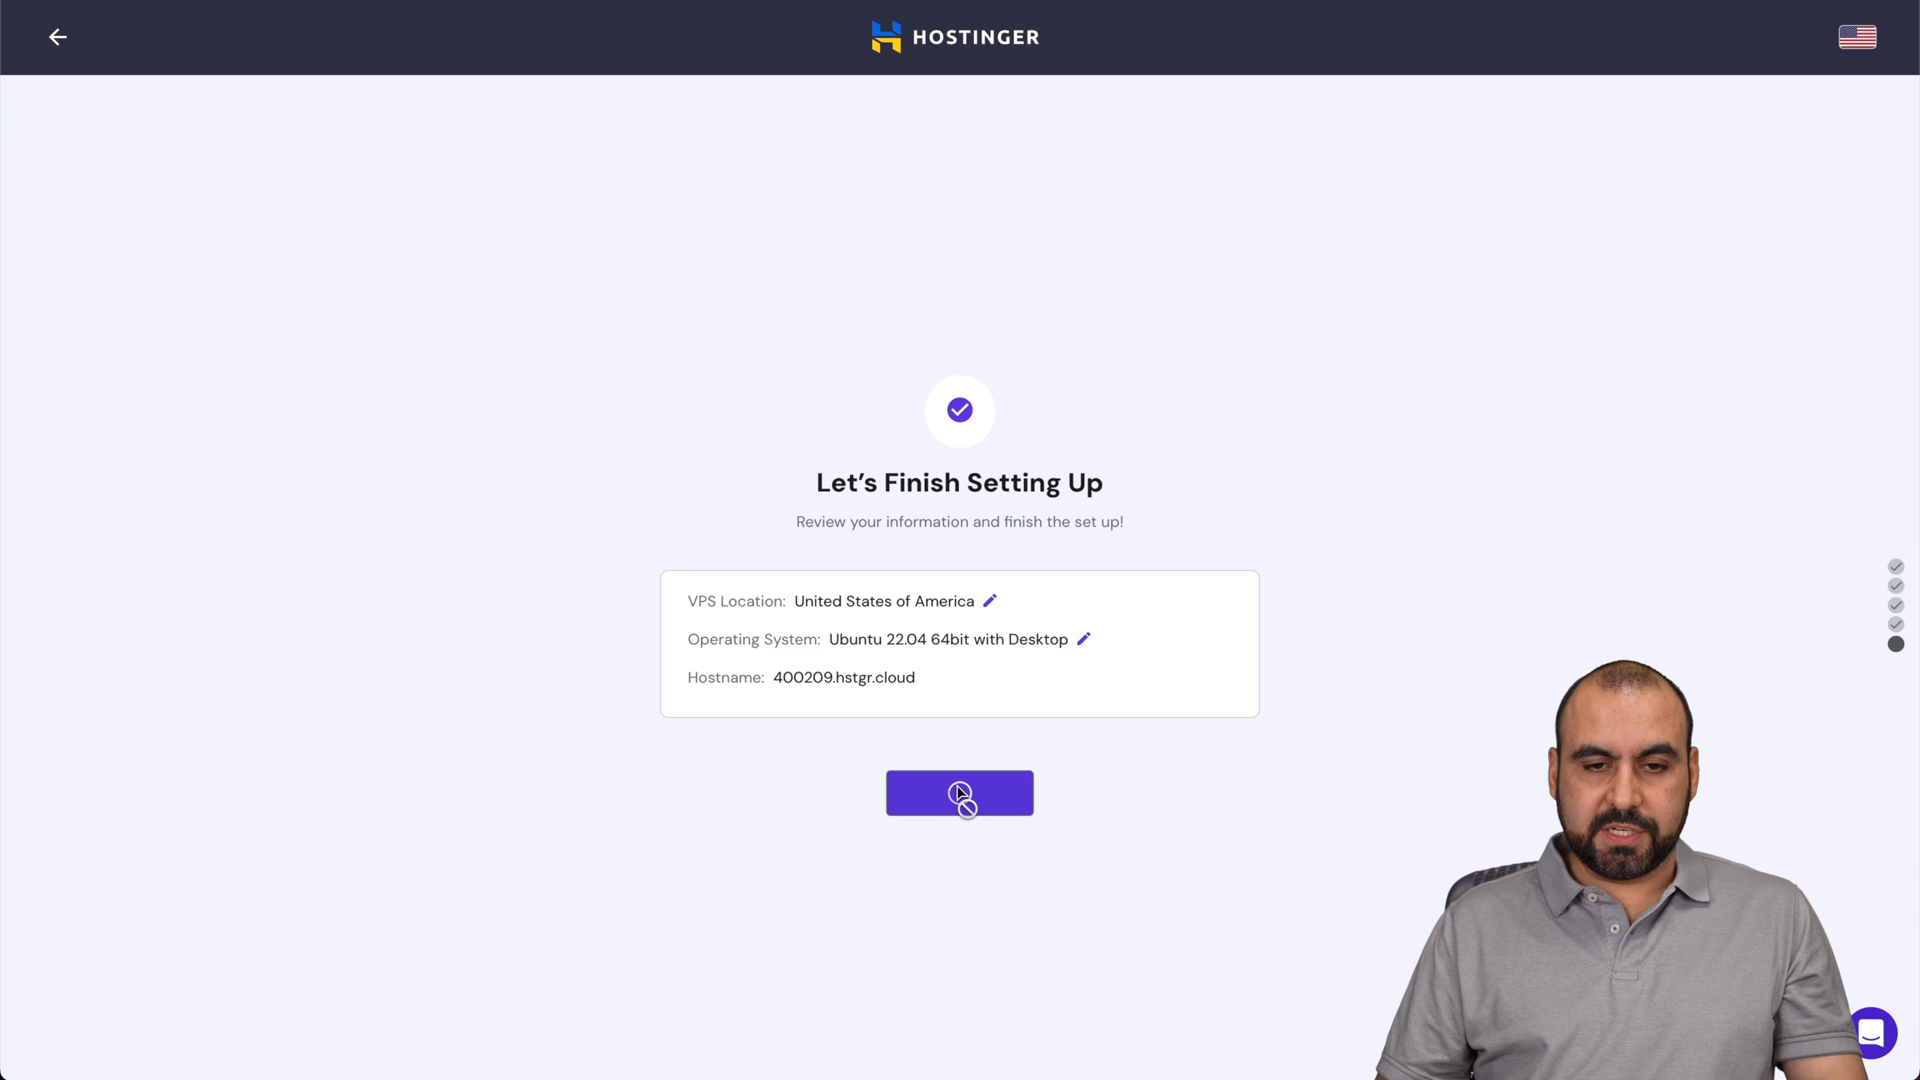 HOSTINGER
Let’s Finish Setting Up
Review your information and finish the set up!
VPS Location: United States of America
Operating System: Ubuntu 22.04 64bit with Desktop
Hostname: 400209.hstgr.cloud